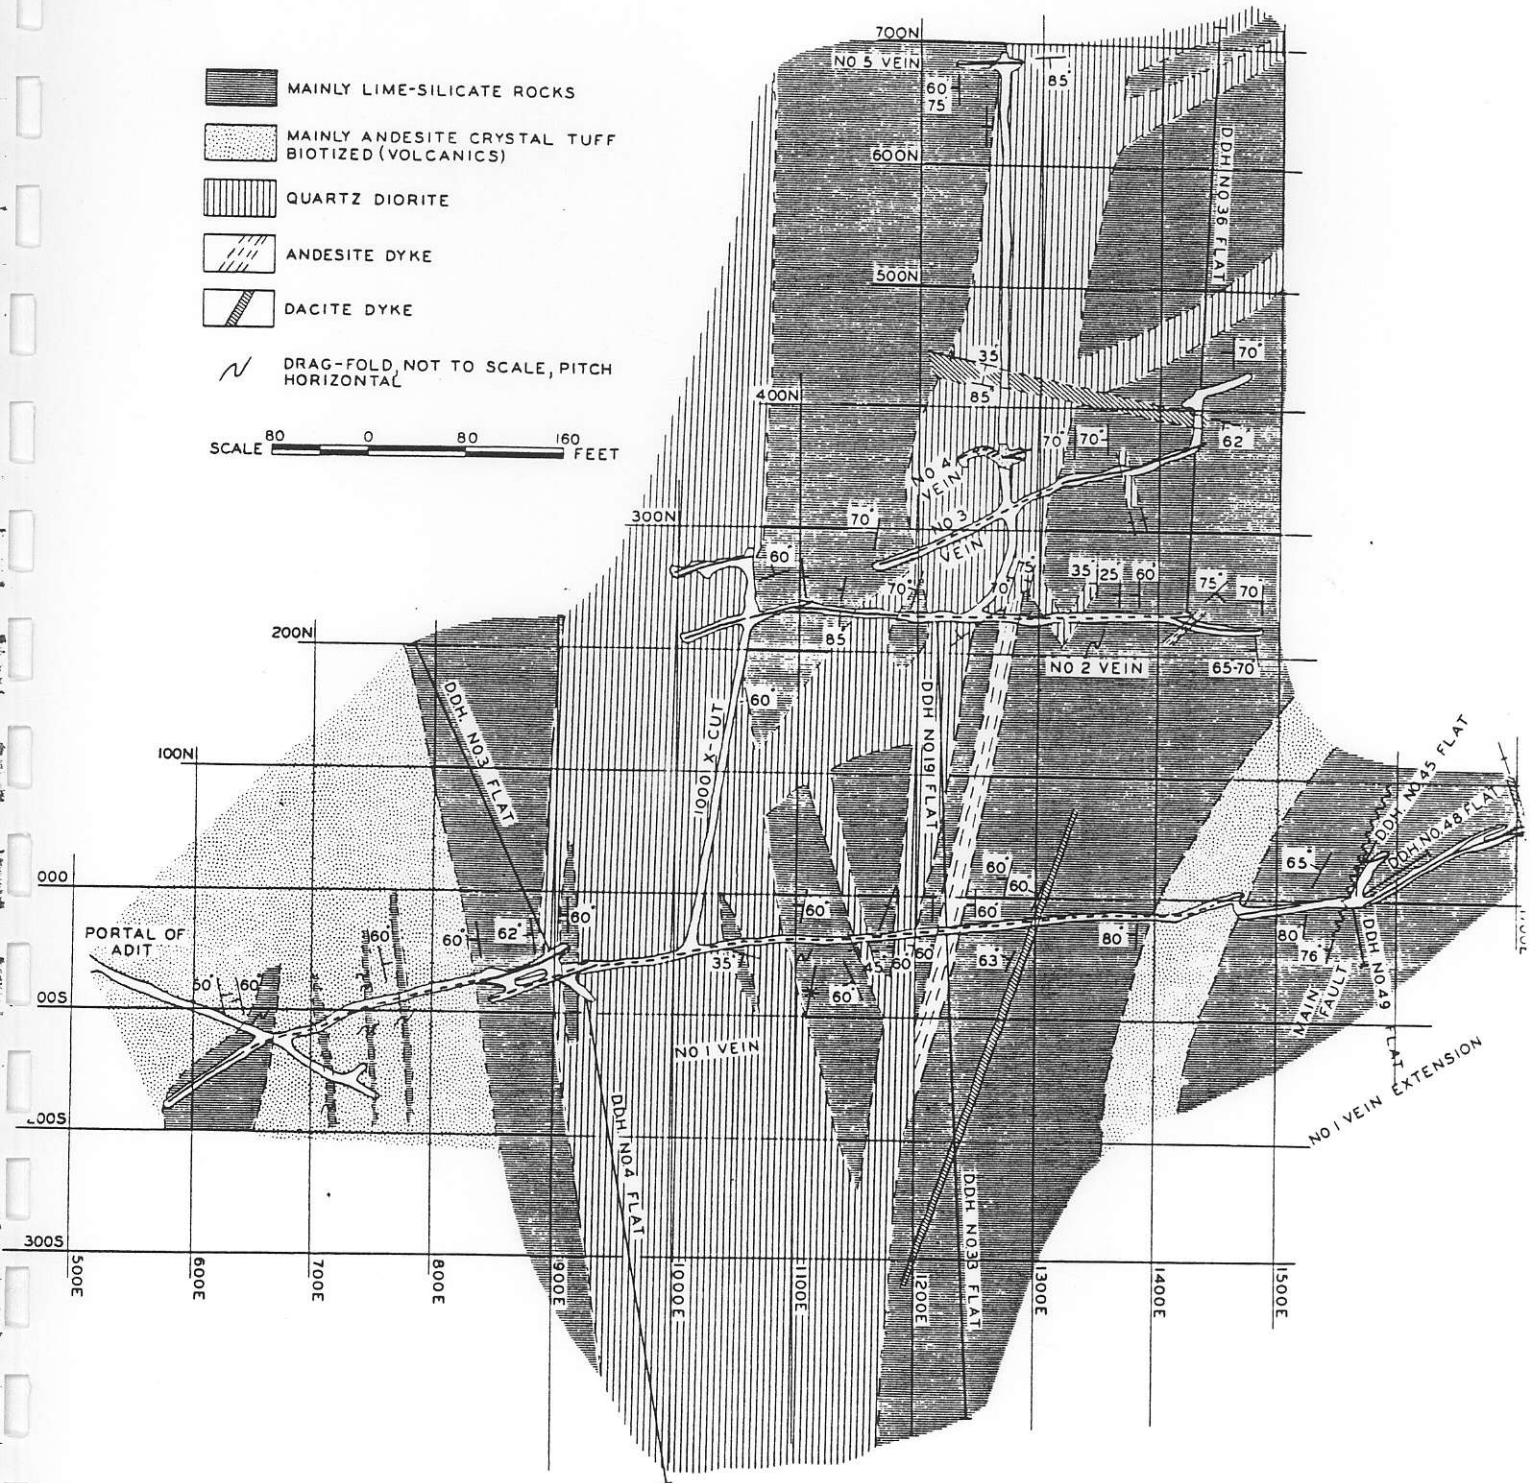 MAINLY LIME-SILICATE ROCKS
MAINLY ANDESITE CRYSTAL TUFF
BIOTIZED (VOLCANICS)
QUARTZ DIORITE
ANDESITE DYKE
DACITE DYKE
DRAG-FOLD, NOT TO SCALE, PITCH
HORIZONTAL
SCALE 80 0 80 160 FEET
700N
NO 5 VEIN
60°
75°
85°
600N
D.D.H NO.36 FLAT
500N
35°
85°
70°
400N
62°
70°
70°
NO 4
VEIN
NO 3
VEIN
300N
70°
60°
70°
70°
75°
35°
25
60°
75°
70
85°
NO 2 VEIN
65-70
200N
D.D.H. NO.3 FLAT
60°
1000 X-CUT
DDH NO.19 FLAT
100N
DDH NO.45 FLAT
D.D.H. NO.48 FLAT
000
60°
60°
65°
PORTAL OF
ADIT
60°
60°
62°
60°
60°
60°
80°
80
76°
60°
60°
35°
45°
60
60°
63°
60°
MAIN
FAULT
DDH NO.49
FLAT
00S
NO 1 VEIN
NO 1 VEIN EXTENSION
00S
D.D.H. NO.4 FLAT
D.D.H. NO.33 FLAT
300S
500E
600E
700E
800E
900E
1000E
1100E
1200E
1300E
1400E
1500E